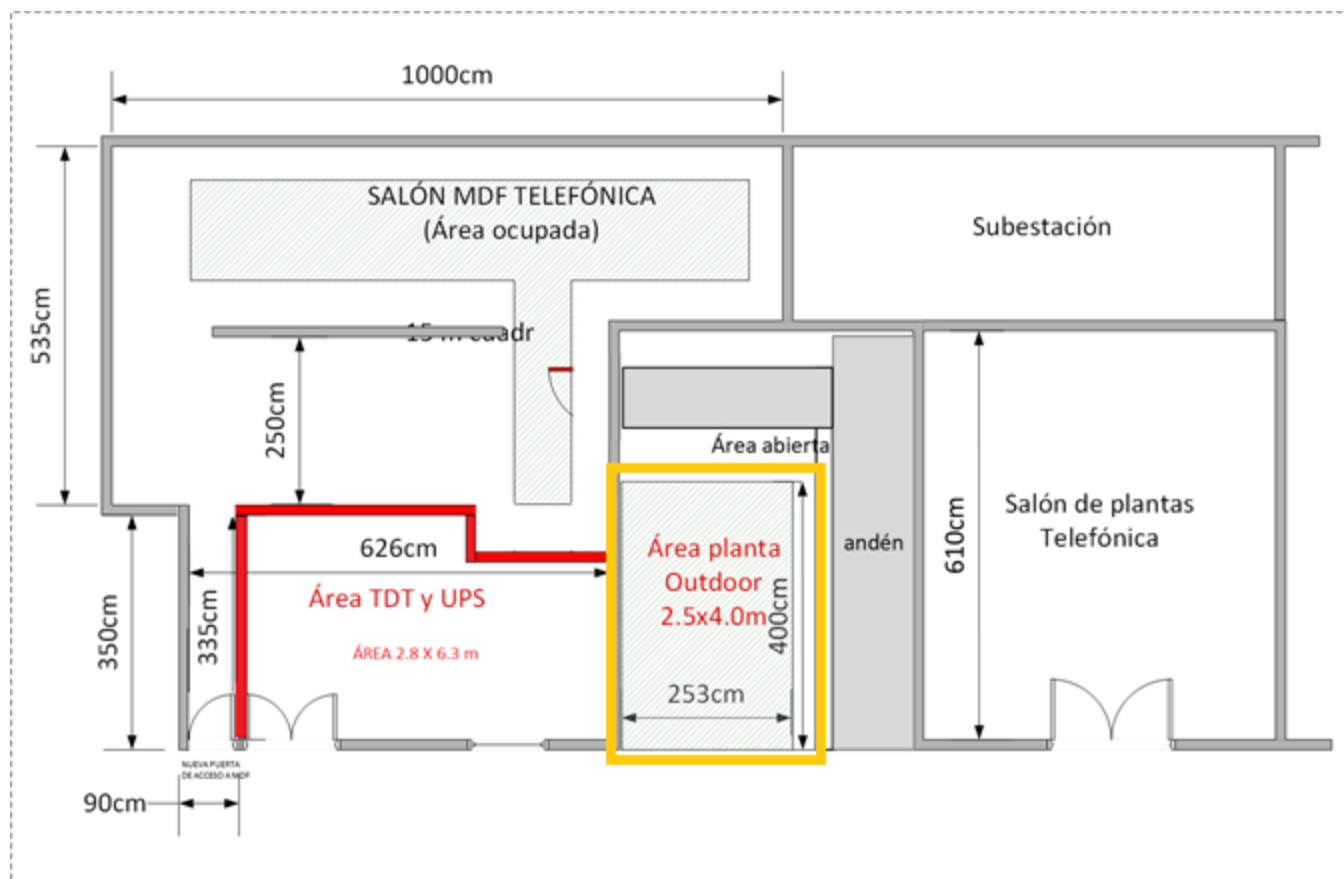 1000cm
SALÓN MDF TELEFÓNICA
(Área ocupada)
Subestación
535cm
15 m cuadr
250cm
Área abierta
610cm
Salón de plantas
Telefónica
andén
626cm
Área planta
Outdoor
2.5x4.0m
400cm
Área TDT y UPS
350cm
335cm
ÁREA 2.8 X 6.3 m
253cm
NUEVA PUERTA
DE ACCESO A MDF
90cm